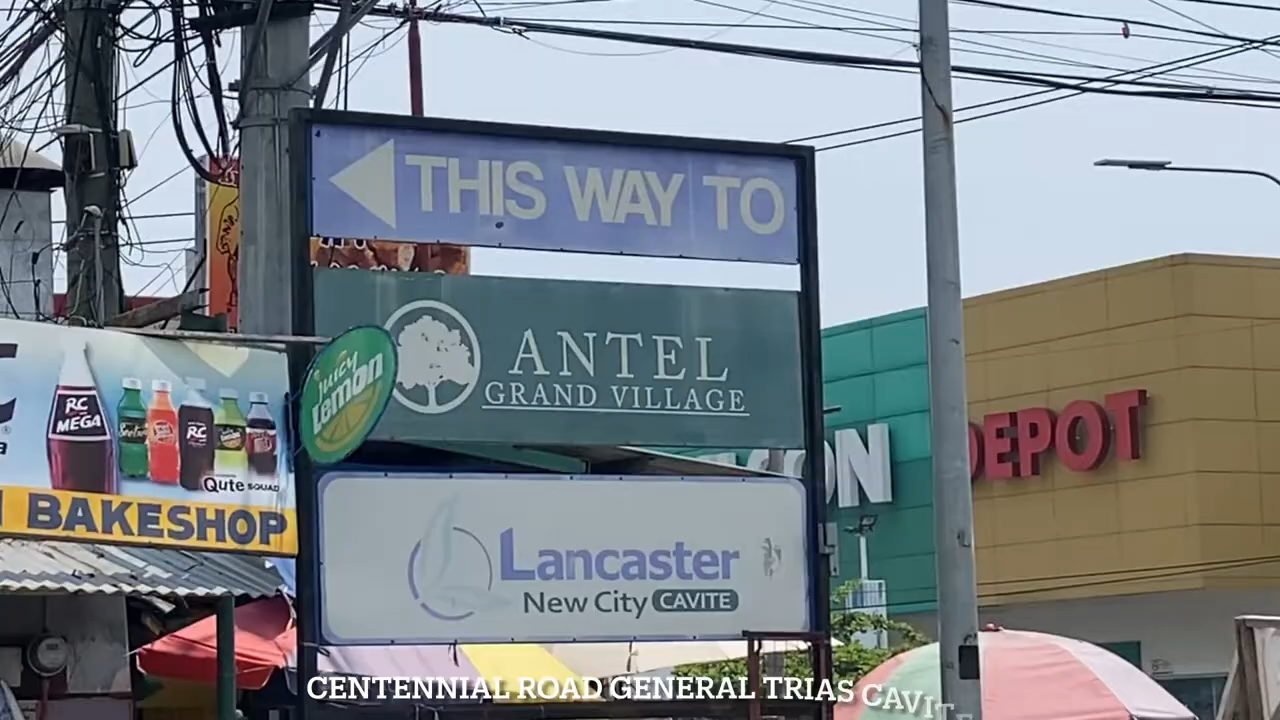 THIS WAY TO
ANTEL
GRAND VILLAGE
Juicy
Lemon
RC
MEGA
RC
Qute SQUAD
BAKESHOP
Lancaster
New City CAVITE
DEPOT
CENTENNIAL ROAD GENERAL TRIAS CAVITE